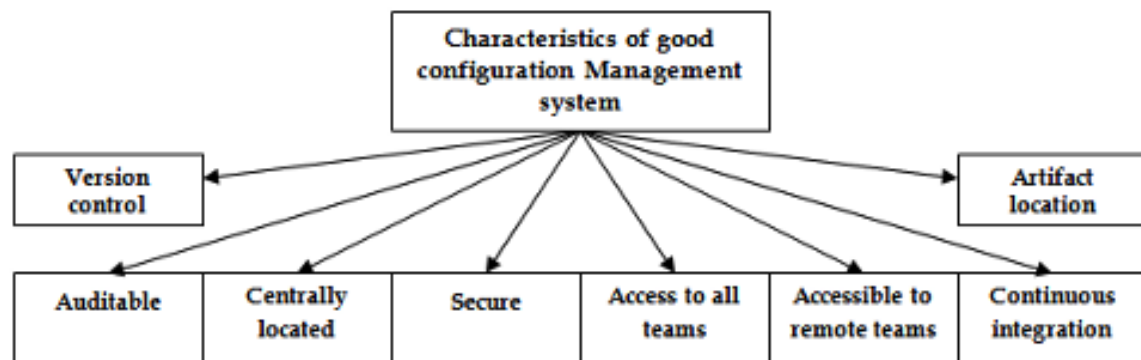 Characteristics of good
configuration Management
system
Version
control
Artifact
location
Auditable
Centrally
located
Secure
Access to all
teams
Accessible to
remote teams
Continuous
integration